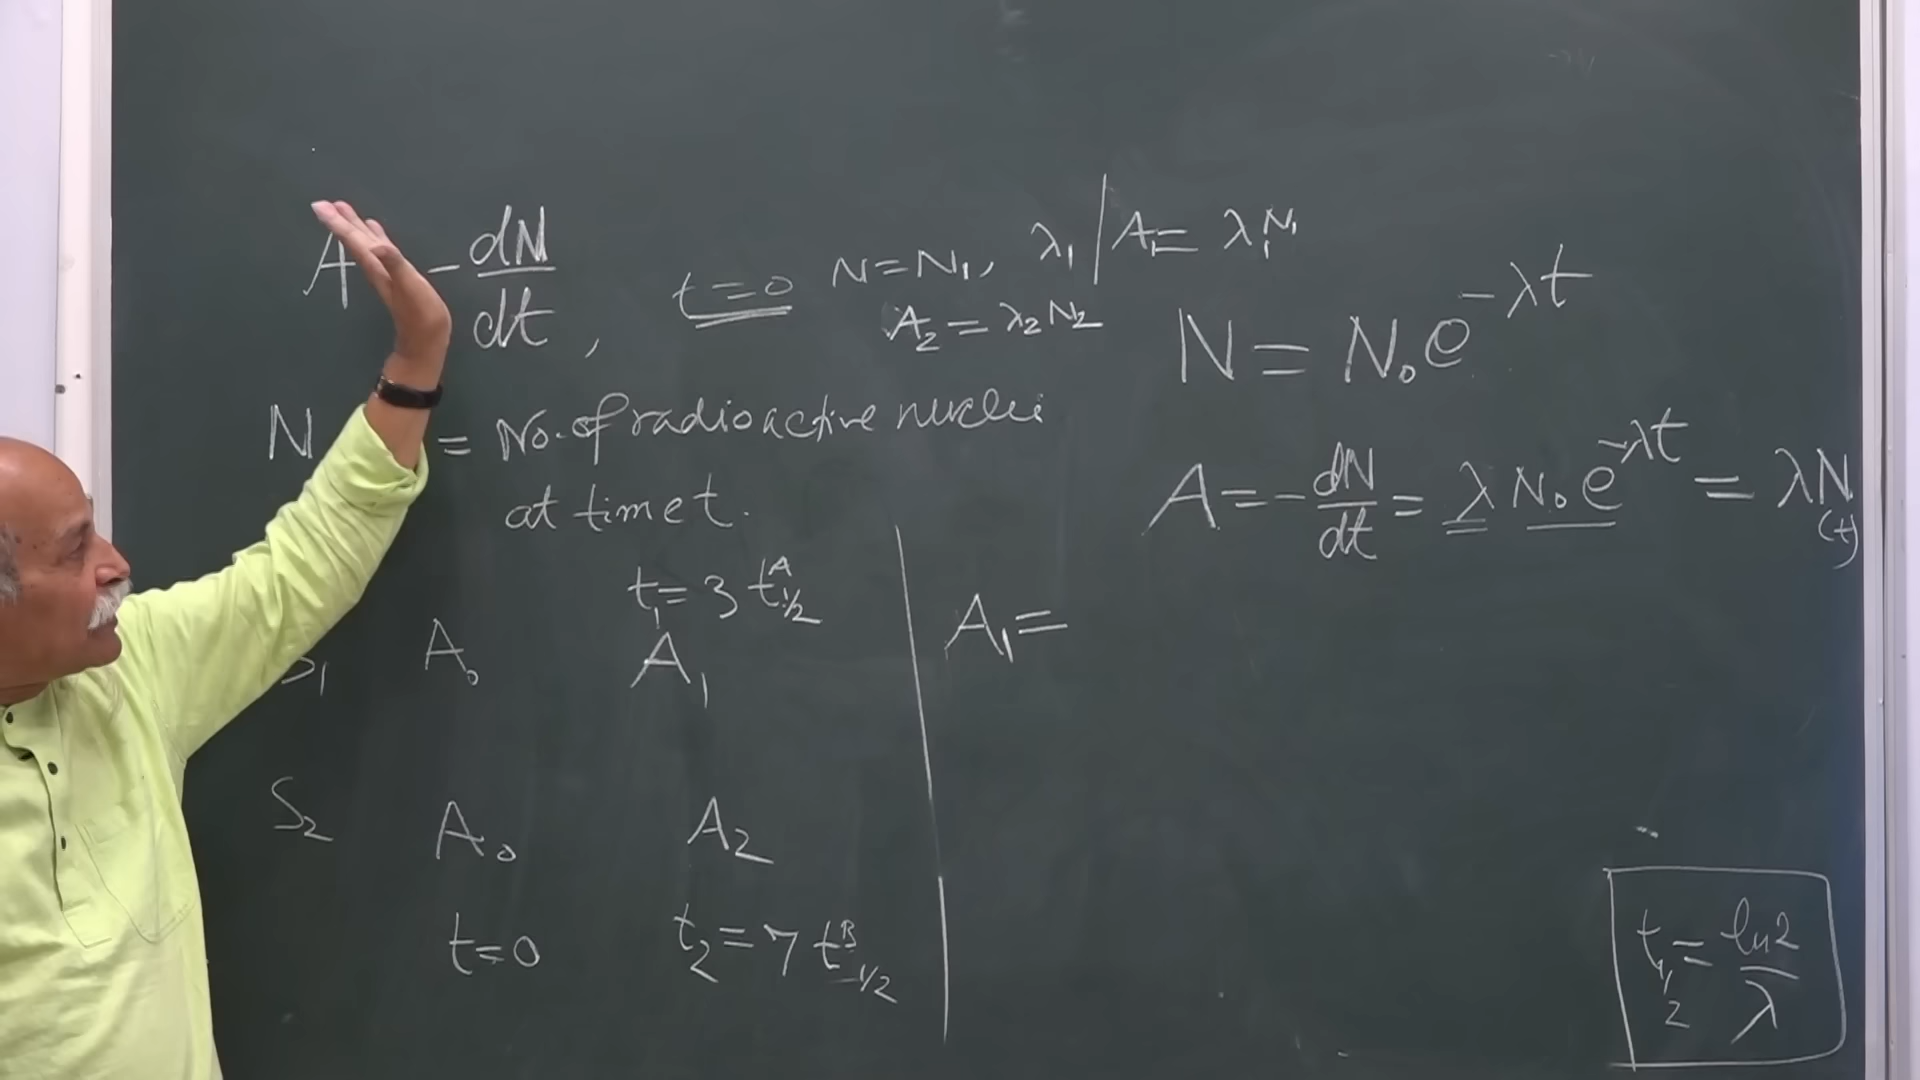 A - dN/dt , t=0 N=N₁, λ₁ | A₁= λ₁N₁
A₂ = λ₂N₂
N = No. of radioactive nuclei
at time t.
t₁= 3 t^A_1/2
S₁ A₀ A₁
S₂ A₀ A₂
t=0 t₂ = 7 t^B_1/2
N = N₀e^-λt
A = -dN/dt = λ N₀e^-λt = λN(t)
A₁=
t_1/2 = ln2/λ